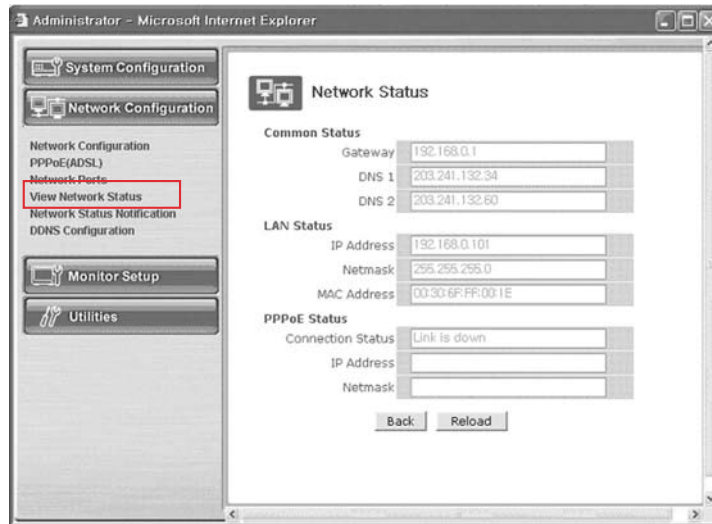 Administrator - Microsoft Internet Explorer
System Configuration
Network Configuration
Network Configuration
PPPoE(ADSL)
Network Ports
View Network Status
Network Status Notification
DDNS Configuration
Monitor Setup
Utilities
Network Status
Common Status
Gateway 192.168.0.1
DNS 1 203.241.132.34
DNS 2 203.241.132.60
LAN Status
IP Address 192.168.0.101
Netmask 255.255.255.0
MAC Address 00:30:6F:FF:00:1E
PPPoE Status
Connection Status Link is down
IP Address
Netmask
Back Reload